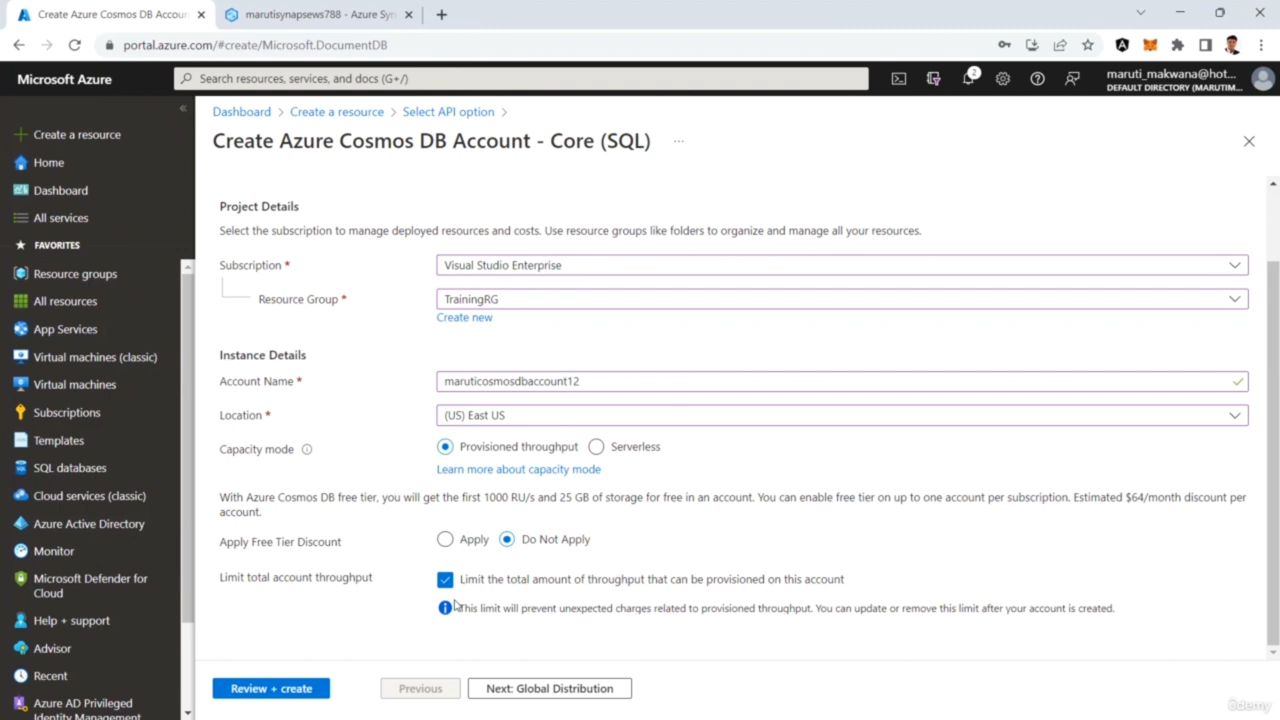 Create Azure Cosmos DB Accoun
marutisynapsews788 - Azure Syn
portal.azure.com/#create/Microsoft.DocumentDB
Microsoft Azure
Search resources, services, and docs (G+/)
2
maruti_makwana@hot...
DEFAULT DIRECTORY (MARUTIM...
Create a resource
Home
Dashboard
All services
FAVORITES
Resource groups
All resources
App Services
Virtual machines (classic)
Virtual machines
Subscriptions
Templates
SQL databases
Cloud services (classic)
Azure Active Directory
Monitor
Microsoft Defender for
Cloud
Help + support
Advisor
Recent
Azure AD Privileged
Identity Management
Dashboard > Create a resource > Select API option >
Create Azure Cosmos DB Account - Core (SQL) ...
Project Details
Select the subscription to manage deployed resources and costs. Use resource groups like folders to organize and manage all your resources.
Subscription *
Visual Studio Enterprise
Resource Group *
TrainingRG
Create new
Instance Details
Account Name *
maruticosmosdbaccount12
Location *
(US) East US
Capacity mode
Provisioned throughput
Serverless
Learn more about capacity mode
With Azure Cosmos DB free tier, you will get the first 1000 RU/s and 25 GB of storage for free in an account. You can enable free tier on up to one account per subscription. Estimated $64/month discount per
account.
Apply Free Tier Discount
Apply
Do Not Apply
Limit total account throughput
Limit the total amount of throughput that can be provisioned on this account
This limit will prevent unexpected charges related to provisioned throughput. You can update or remove this limit after your account is created.
Review + create
Previous
Next: Global Distribution
ûdemy